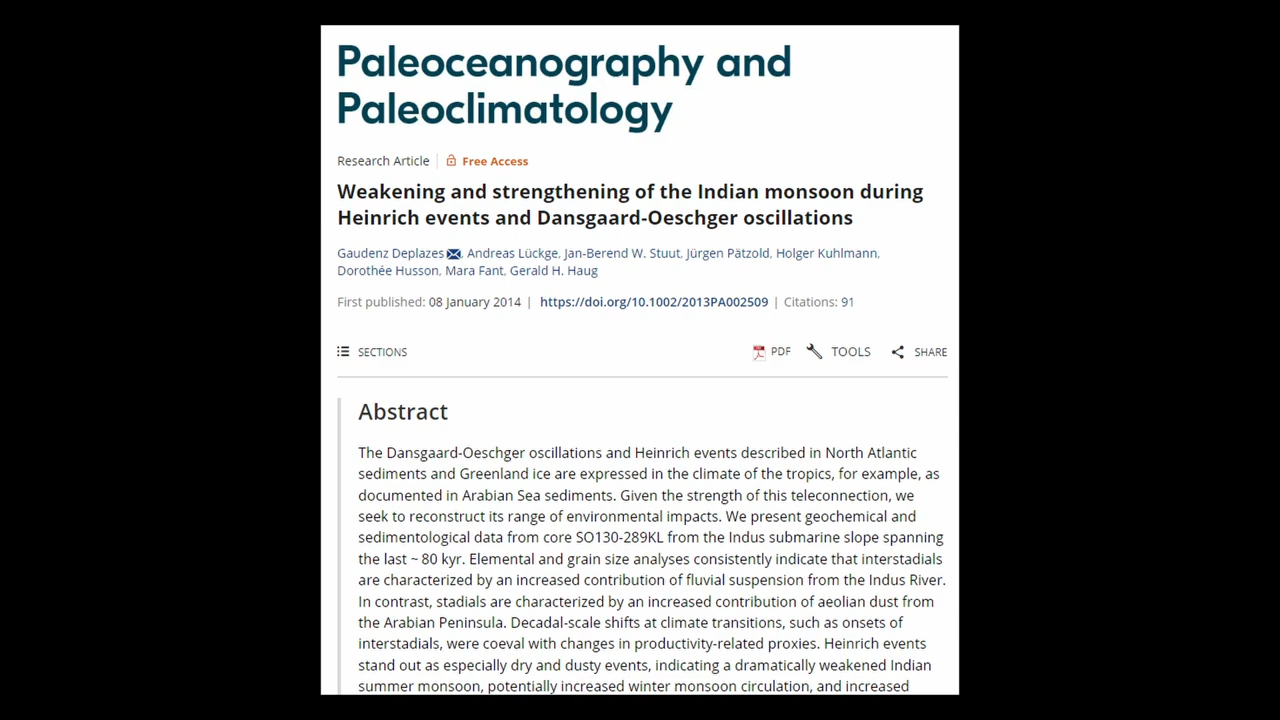 Paleoceanography and
Paleoclimatology
Research Article | Free Access
Weakening and strengthening of the Indian monsoon during
Heinrich events and Dansgaard-Oeschger oscillations
Gaudenz Deplazes, Andreas Lückge, Jan-Berend W. Stuut, Jürgen Pätzold, Holger Kuhlmann,
Dorothée Husson, Mara Fant, Gerald H. Haug
First published: 08 January 2014 | https://doi.org/10.1002/2013PA002509 | Citations: 91
SECTIONS PDF TOOLS SHARE
Abstract
The Dansgaard-Oeschger oscillations and Heinrich events described in North Atlantic
sediments and Greenland ice are expressed in the climate of the tropics, for example, as
documented in Arabian Sea sediments. Given the strength of this teleconnection, we
seek to reconstruct its range of environmental impacts. We present geochemical and
sedimentological data from core SO130-289KL from the Indus submarine slope spanning
the last ~ 80 kyr. Elemental and grain size analyses consistently indicate that interstadials
are characterized by an increased contribution of fluvial suspension from the Indus River.
In contrast, stadials are characterized by an increased contribution of aeolian dust from
the Arabian Peninsula. Decadal-scale shifts at climate transitions, such as onsets of
interstadials, were coeval with changes in productivity-related proxies. Heinrich events
stand out as especially dry and dusty events, indicating a dramatically weakened Indian
summer monsoon, potentially increased winter monsoon circulation, and increased